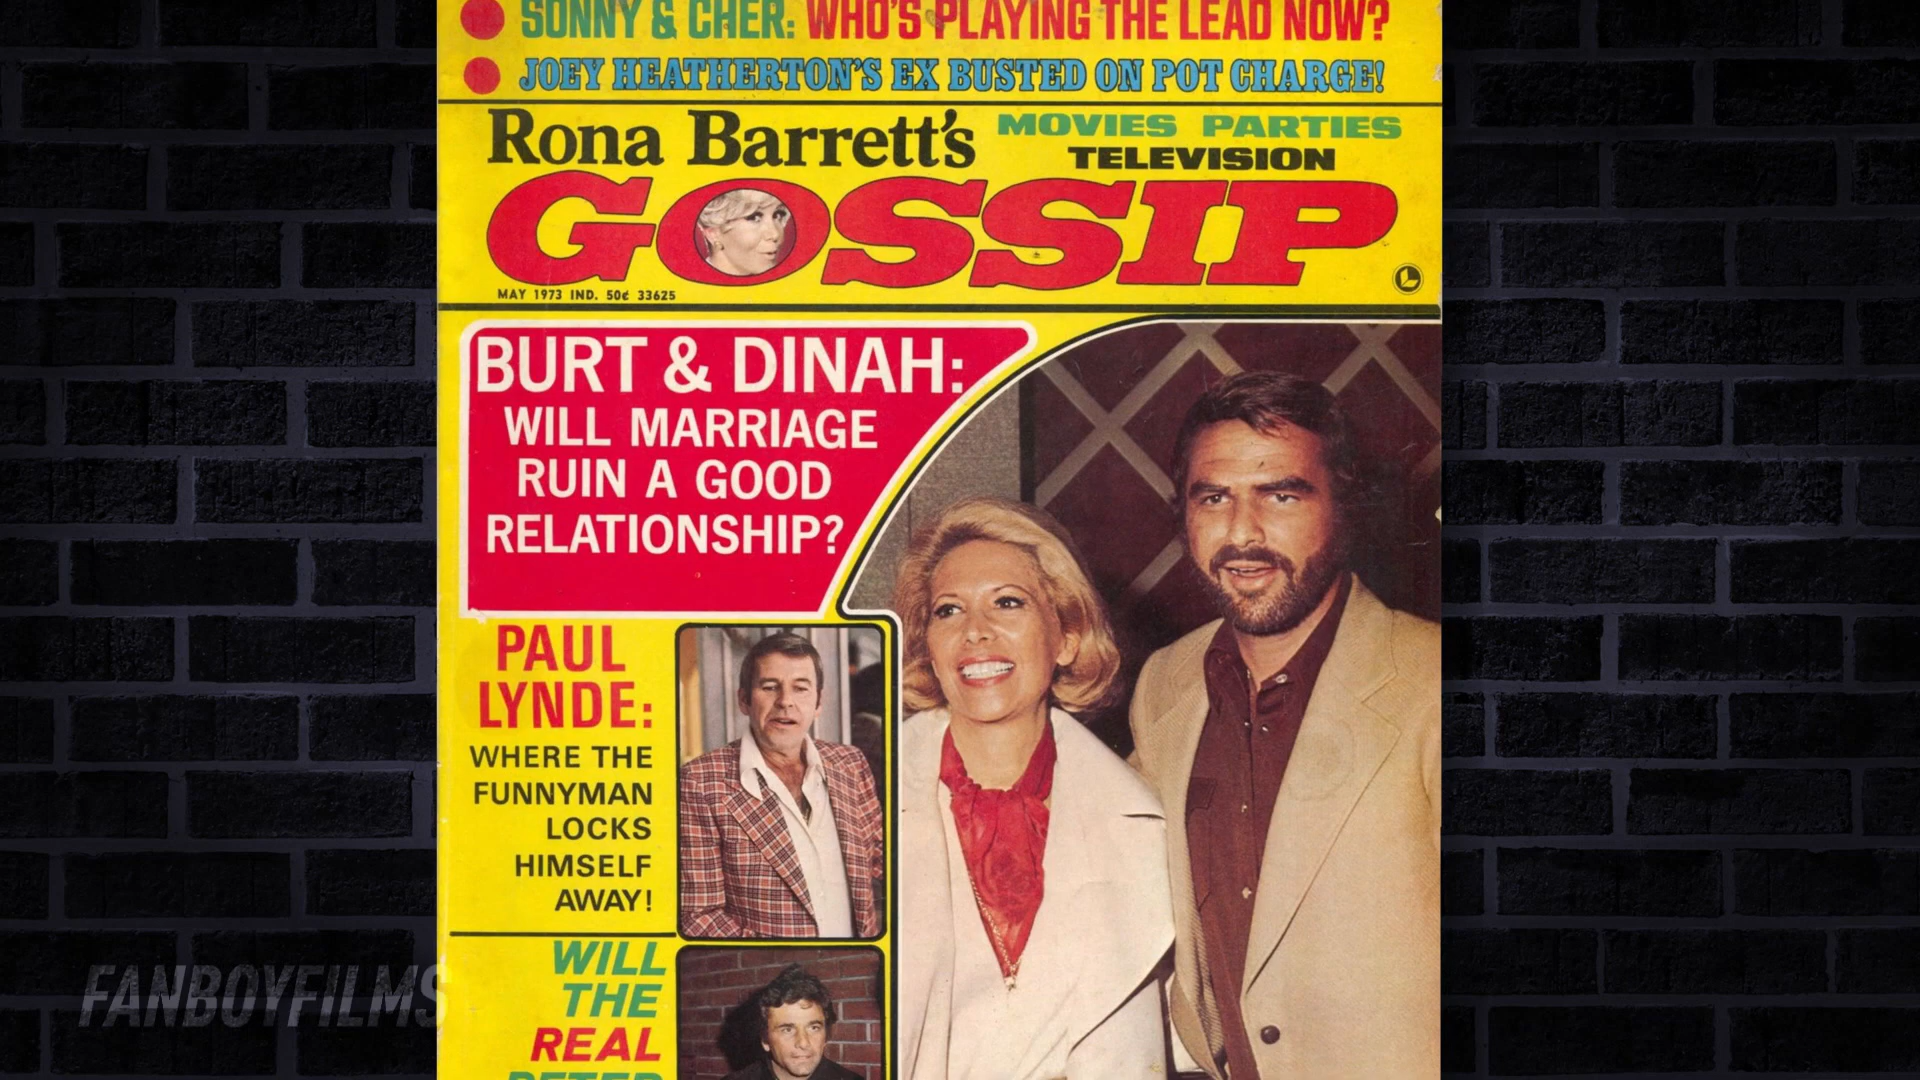 SONNY & CHER: WHO'S PLAYING THE LEAD NOW?
JOEY HEATHERTON'S EX BUSTED ON POT CHARGE!
Rona Barrett's
MOVIES PARTIES
TELEVISION
GOSSIP
MAY 1973 IND. 50¢ 33625
BURT & DINAH:
WILL MARRIAGE
RUIN A GOOD
RELATIONSHIP?
PAUL
LYNDE:
WHERE THE
FUNNYMAN
LOCKS
HIMSELF
AWAY!
WILL
THE
REAL
PETER
FANBOYFILMS